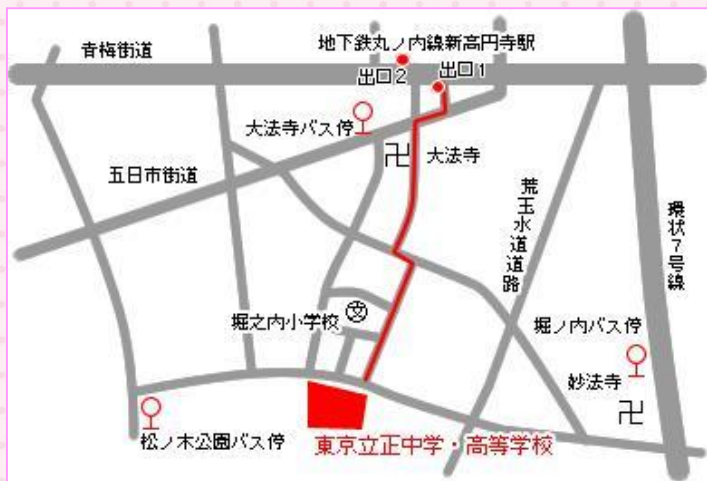 地下鉄丸ノ内線新高円寺駅
青梅街道
出口2
出口1
大法寺バス停
大法寺
五日市街道
荒玉水道道路
環状7号線
堀之内小学校
文
堀ノ内バス停
妙法寺
卍
卍
松ノ木公園バス停
東京立正中学・高等学校